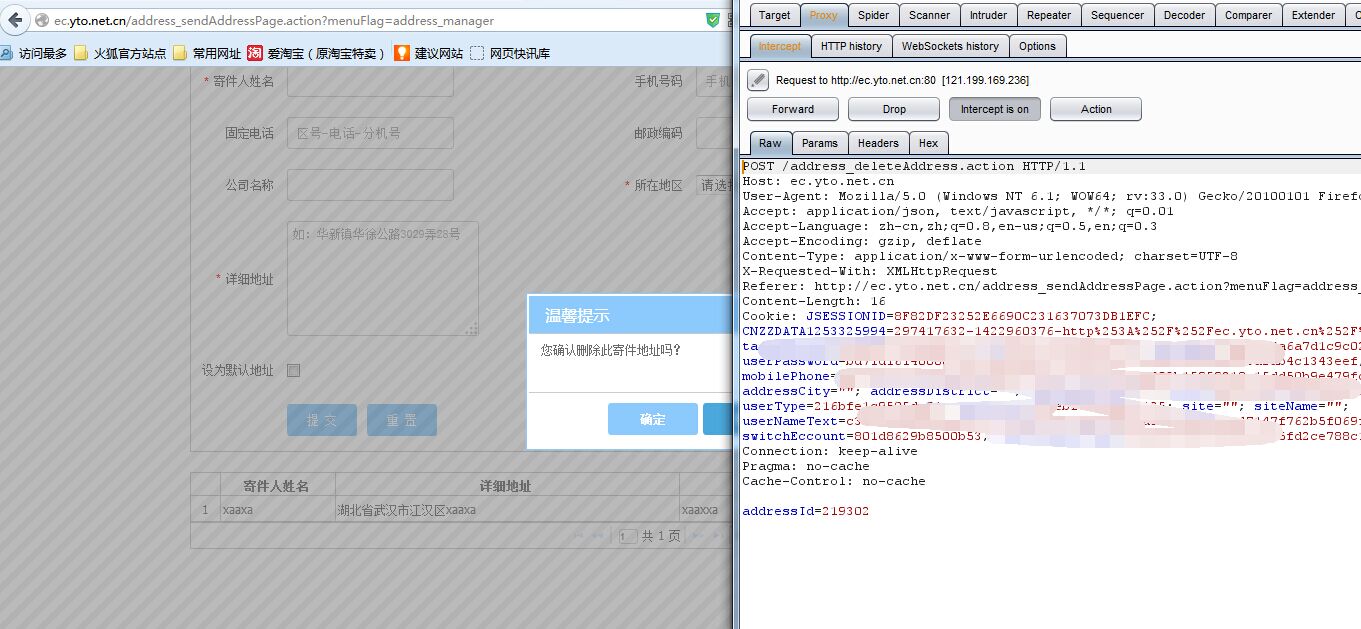 ec.yto.net.cn/address_sendAddressPage.action?menuFlag=address_manager
访问最多 火狐官方站点 常用网址 淘 爱淘宝（原淘宝特卖） 建议网站 网页快讯库
* 寄件人姓名 手机号码 手机
固定电话 区号-电话-分机号 邮政编码
公司名称 * 所在地区 请选
* 详细地址 如：华新镇华徐公路3029弄28号
设为默认地址
提 交 重 置
温馨提示
您确认删除此寄件地址吗？
确定
寄件人姓名 详细地址
1 xaaxa 湖北省武汉市江汉区xaaxa xaaxxa
1 共 1 页
Target Proxy Spider Scanner Intruder Repeater Sequencer Decoder Comparer Extender
Intercept HTTP history WebSockets history Options
Request to http://ec.yto.net.cn:80 [121.199.169.236]
Forward Drop Intercept is on Action
Raw Params Headers Hex
POST /address_deleteAddress.action HTTP/1.1
Host: ec.yto.net.cn
User-Agent: Mozilla/5.0 (Windows NT 6.1; WOW64; rv:33.0) Gecko/20100101 Firefo
Accept: application/json, text/javascript, */*; q=0.01
Accept-Language: zh-cn,zh;q=0.8,en-us;q=0.5,en;q=0.3
Accept-Encoding: gzip, deflate
Content-Type: application/x-www-form-urlencoded; charset=UTF-8
X-Requested-With: XMLHttpRequest
Referer: http://ec.yto.net.cn/address_sendAddressPage.action?menuFlag=address_
Content-Length: 16
Cookie: JSESSIONID=8F82DF23252E6690C231637073DB1EFC;
CNZZDATA1253325994=297417632-1422960376-http%253A%252F%252Fec.yto.net.cn%252F%
ta a6a7d1c9c02
userPassword= b4c1343eef
mobilePhone=
addressCity=""; addressDistrict=
userType= site=""; siteName="";
userNameText=c3 7147f762b5f069f
switchEccount=801d8629b8500b53, 5fd2ce788c
Connection: keep-alive
Pragma: no-cache
Cache-Control: no-cache
addressId=219302